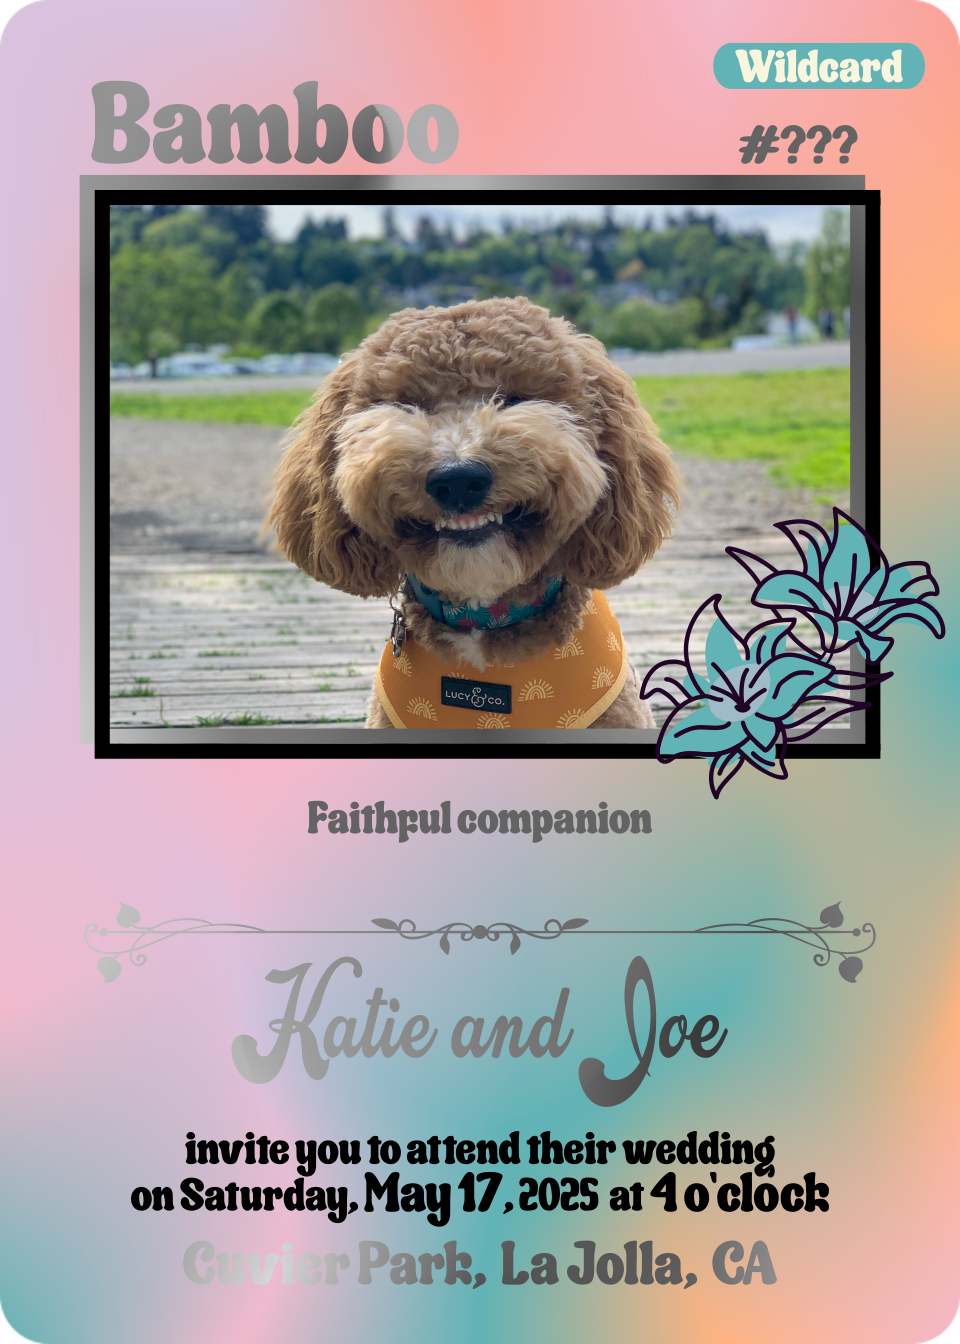 Wildcard
Bamboo
#???
LUCY & CO.
Faithful companion
Katie and Joe
invite you to attend their wedding
on Saturday, May 17, 2025 at 4 o'clock
Cuvier Park, La Jolla, CA